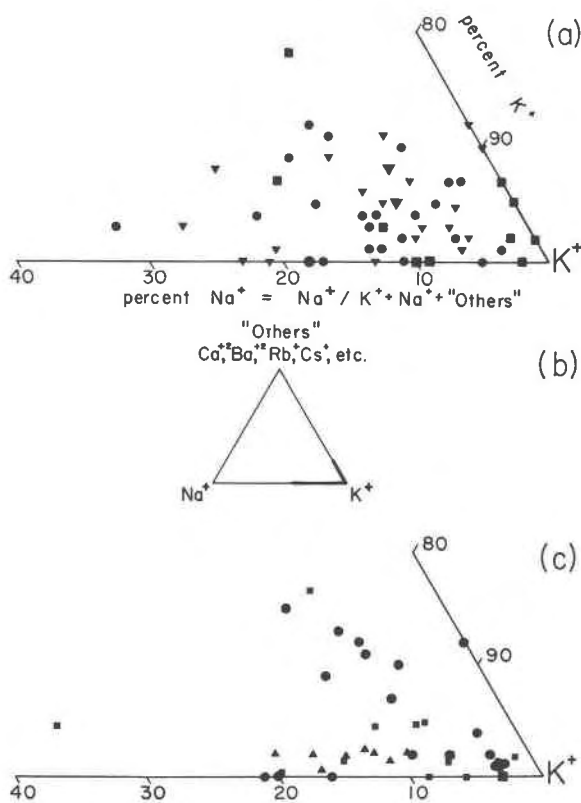 80
(a)
percent K⁺
90
40 30 20 10 K⁺
percent Na⁺ = Na⁺/ K⁺+ Na⁺+ "Others"
"Others"
Ca⁺², Ba⁺², Rb⁺, Cs⁺, etc.
(b)
Na⁺ K⁺
80
(c)
90
40 30 20 10 K⁺